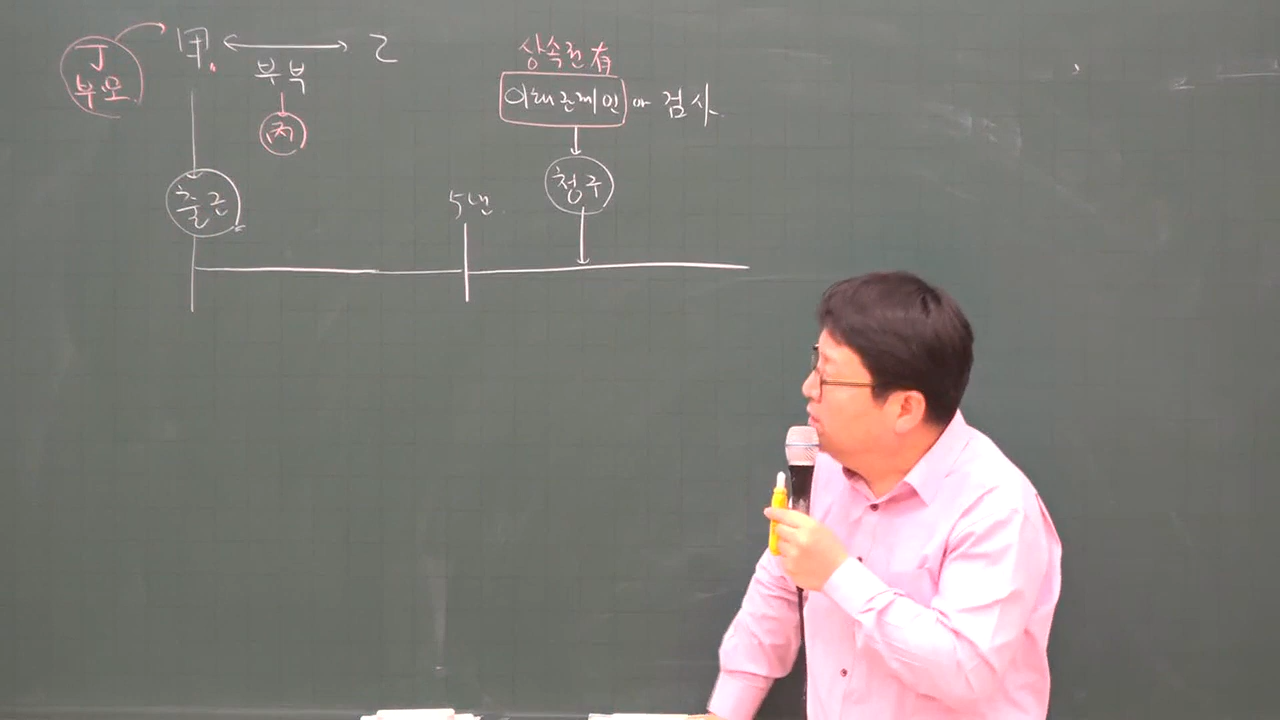 甲 ↔ 乙
부부
丙
丁
부모
출근
5년
상속권 有
이해관계인 or 검사
청구